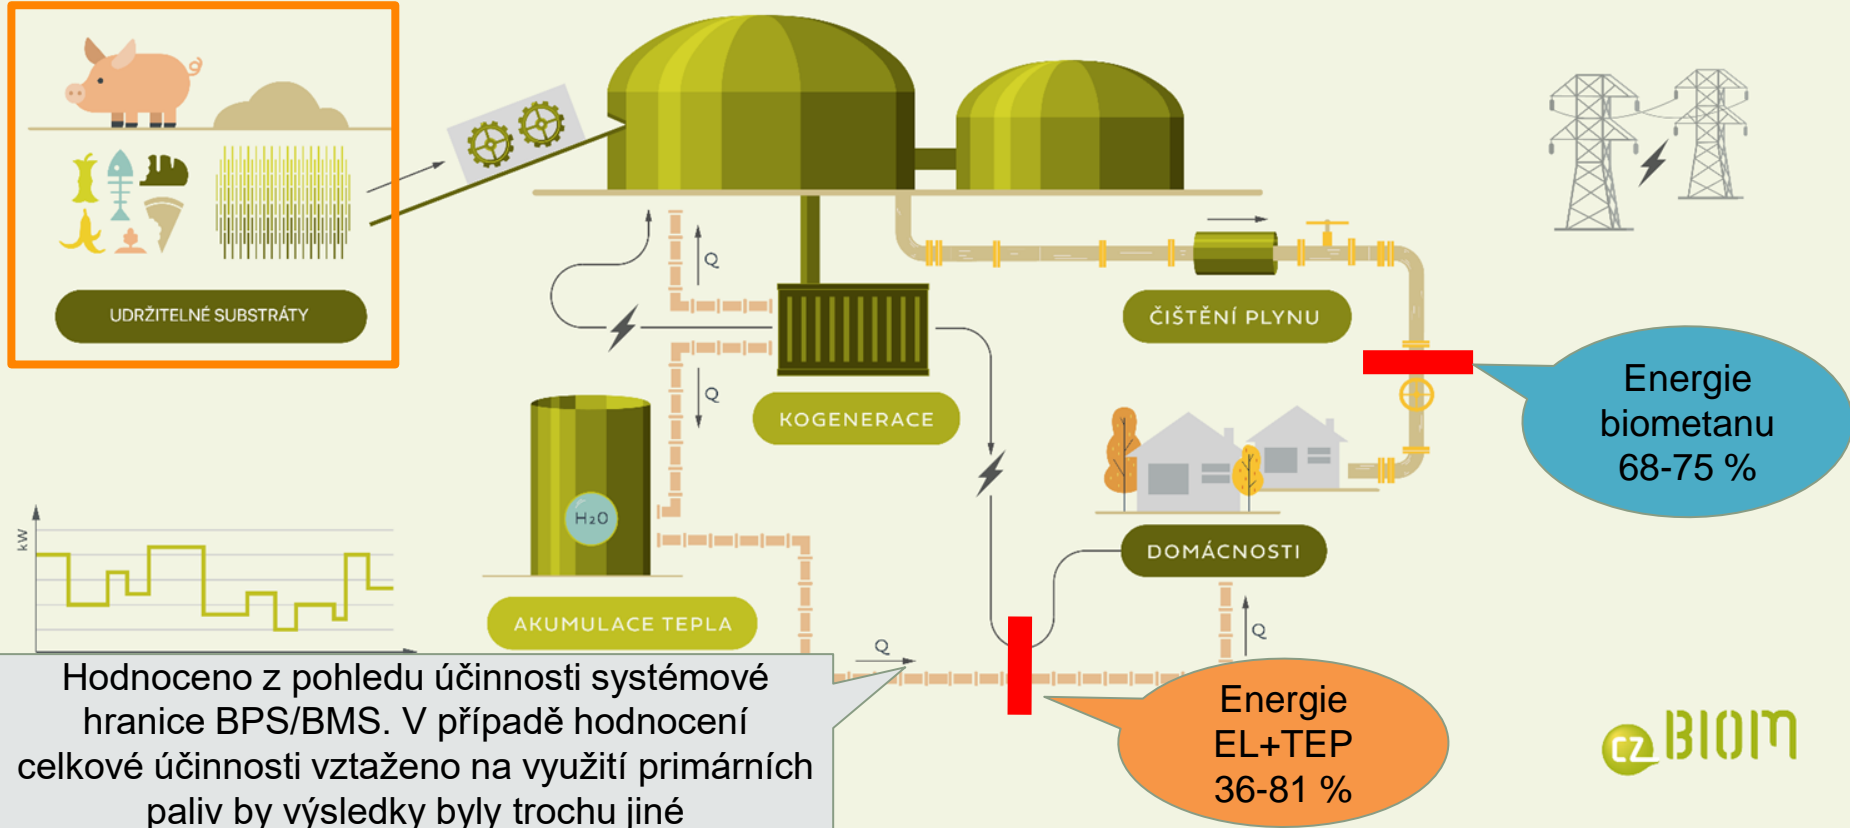 UDRŽITELNÉ SUBSTRÁTY
Q
ČIŠTĚNÍ PLYNU
Energie
biometanu
68-75 %
Q
KOGENERACE
H₂O
kW
DOMÁCNOSTI
AKUMULACE TEPLA
Q
Q
Hodnoceno z pohledu účinnosti systémové
hranice BPS/BMS. V případě hodnocení
celkové účinnosti vztaženo na využití primárních
paliv by výsledky byly trochu jiné
Energie
EL+TEP
36-81 %
CZ BIOM